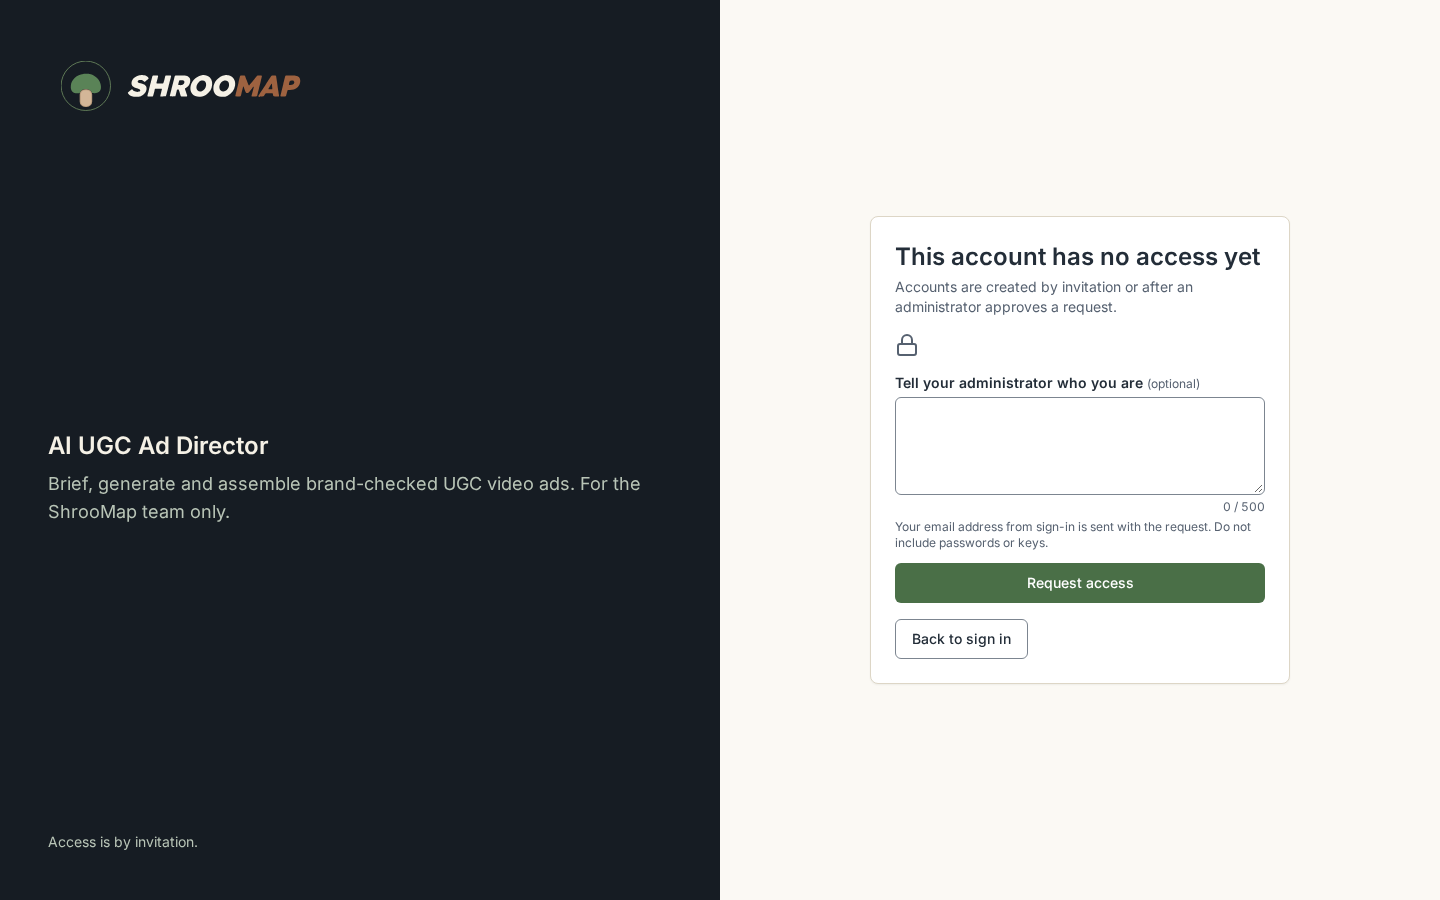 SHROOMAP
AI UGC Ad Director
Brief, generate and assemble brand-checked UGC video ads. For the
ShrooMap team only.
Access is by invitation.
This account has no access yet
Accounts are created by invitation or after an
administrator approves a request.
Tell your administrator who you are (optional)
0 / 500
Your email address from sign-in is sent with the request. Do not
include passwords or keys.
Request access
Back to sign in